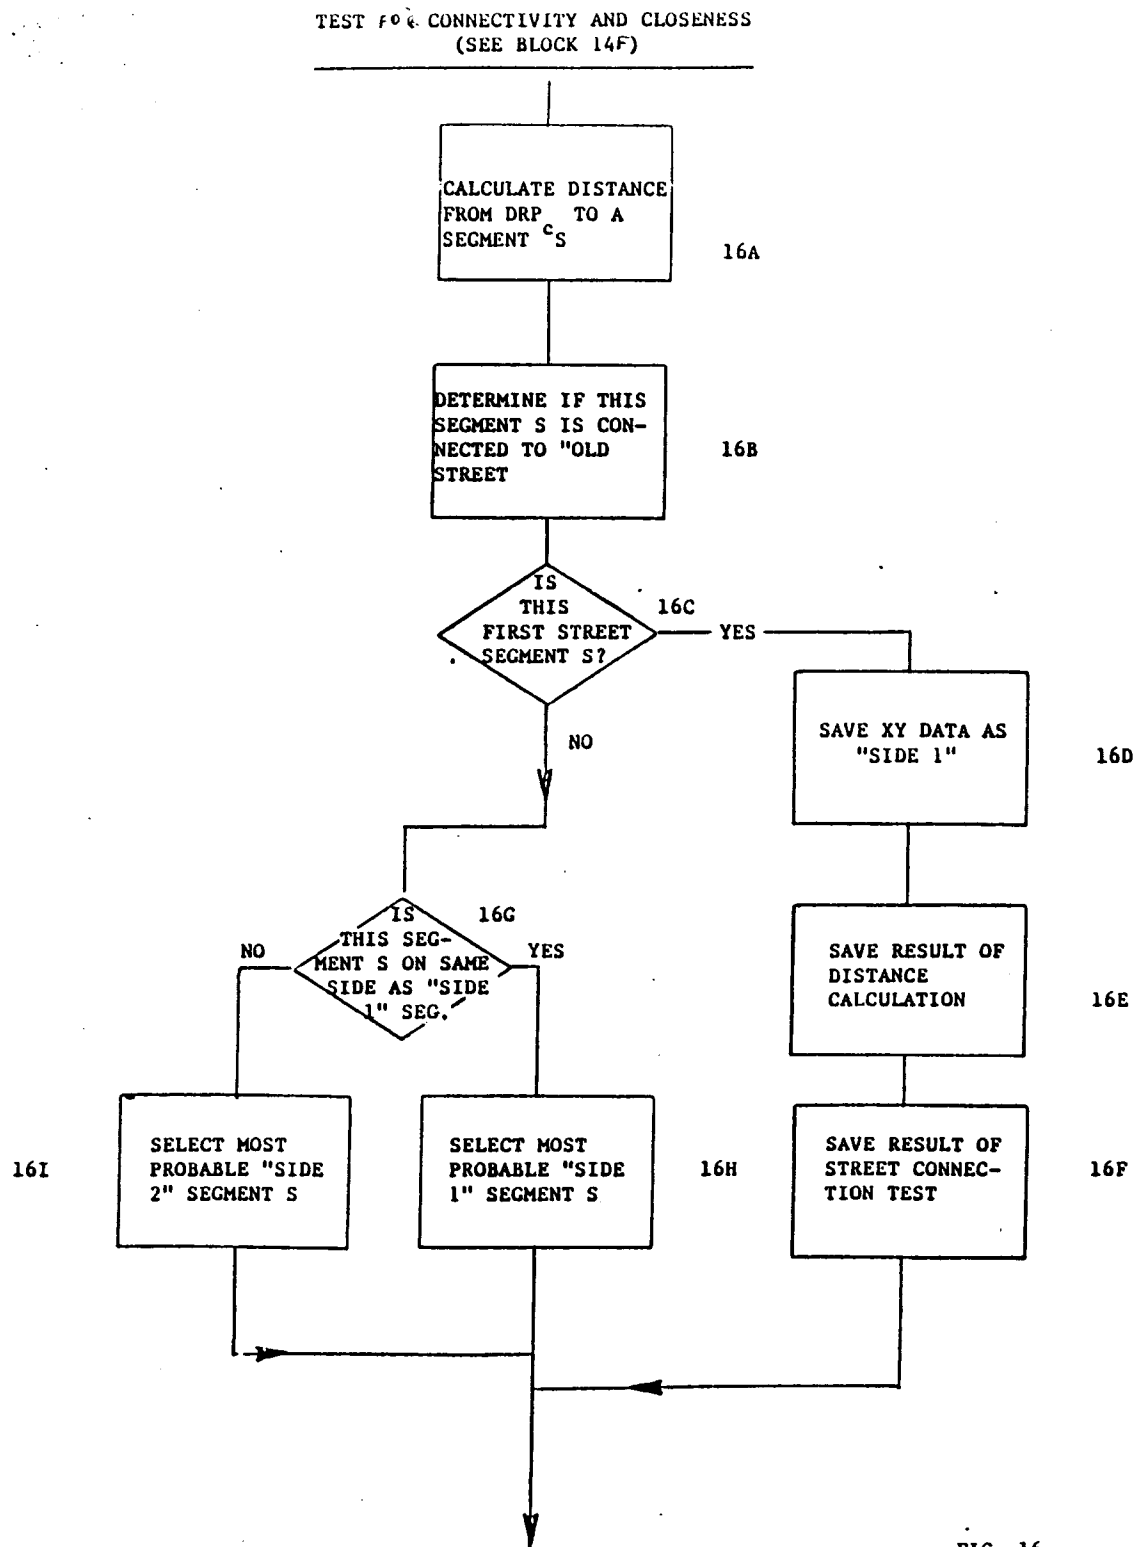 TEST FOR CONNECTIVITY AND CLOSENESS
(SEE BLOCK 14F)
CALCULATE DISTANCE
FROM DRPc TO A
SEGMENT S
16A
DETERMINE IF THIS
SEGMENT S IS CON-
NECTED TO "OLD
STREET
16B
IS
THIS
FIRST STREET
SEGMENT S?
16C
YES
NO
SAVE XY DATA AS
"SIDE 1"
16D
SAVE RESULT OF
DISTANCE
CALCULATION
16E
SAVE RESULT OF
STREET CONNEC-
TION TEST
16F
IS
THIS SEG-
MENT S ON SAME
SIDE AS "SIDE
1" SEG.
16G
NO
YES
SELECT MOST
PROBABLE "SIDE
2" SEGMENT S
16I
SELECT MOST
PROBABLE "SIDE
1" SEGMENT S
16H
FIG. 16